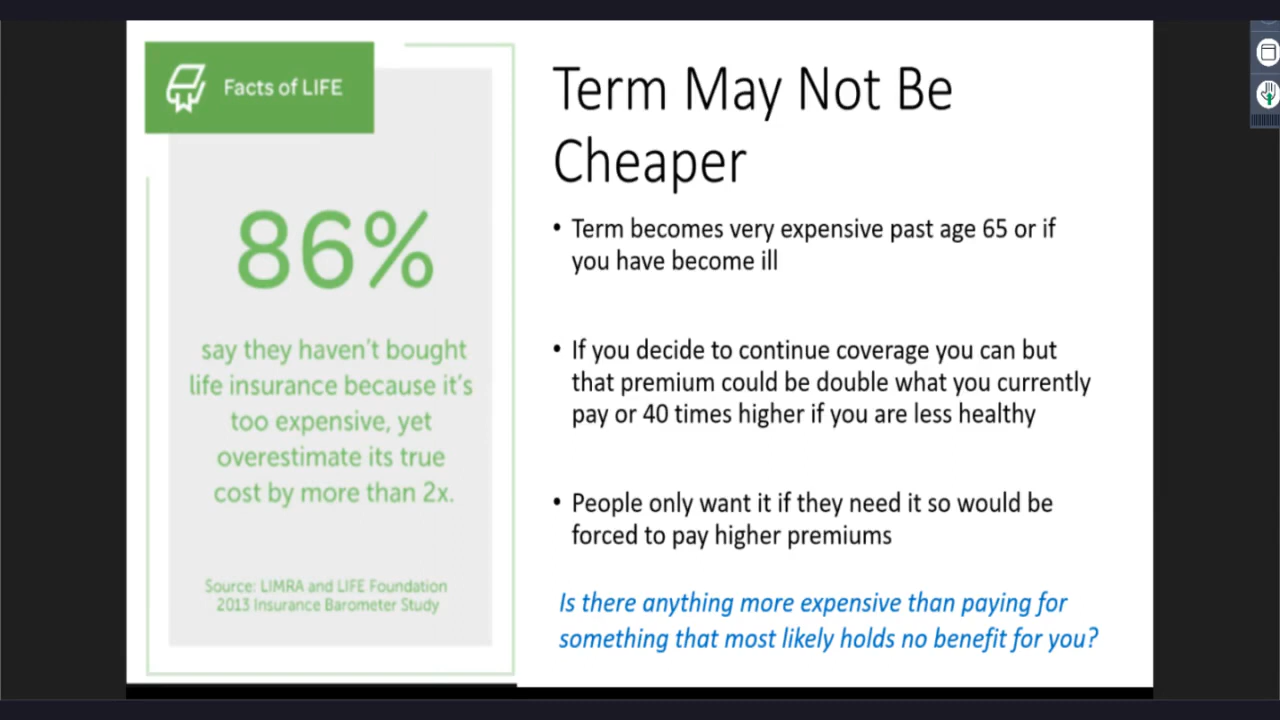 Facts of LIFE
86%
say they haven't bought
life insurance because it's
too expensive, yet
overestimate its true
cost by more than 2x.
Source: LIMRA and LIFE Foundation
2013 Insurance Barometer Study
Term May Not Be
Cheaper
• Term becomes very expensive past age 65 or if
you have become ill
• If you decide to continue coverage you can but
that premium could be double what you currently
pay or 40 times higher if you are less healthy
• People only want it if they need it so would be
forced to pay higher premiums
Is there anything more expensive than paying for
something that most likely holds no benefit for you?